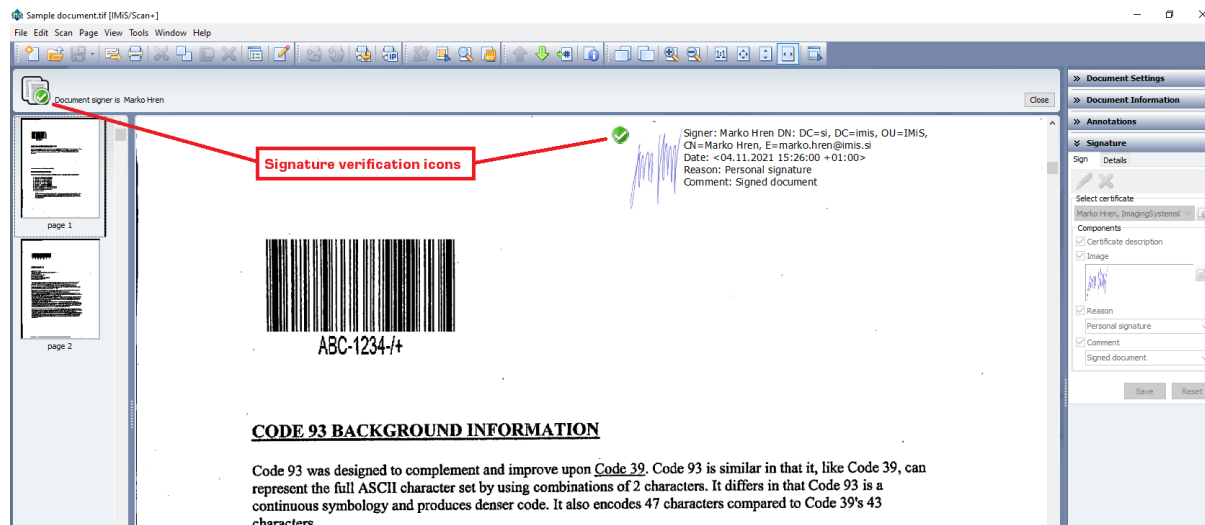 Sample document.tif [IMiS/Scan+]
File Edit Scan Page View Tools Window Help
Document signer is Marko Hren
Close
Signature verification icons
page 1
page 2
Signer: Marko Hren DN: DC=si, DC=imis, OU=IMiS,
CN=Marko Hren, E=marko.hren@imis.si
Date: <04.11.2021 15:26:00 +01:00>
Reason: Personal signature
Comment: Signed document
ABC-1234-/+
CODE 93 BACKGROUND INFORMATION
Code 93 was designed to complement and improve upon Code 39. Code 93 is similar in that it, like Code 39, can
represent the full ASCII character set by using combinations of 2 characters. It differs in that Code 93 is a
continuous symbology and produces denser code. It also encodes 47 characters compared to Code 39's 43
characters
Document Settings
Document Information
Annotations
Signature
Sign Details
Select certificate
Marko Hren, ImagingSystems
Components
Certificate description
Image
Reason
Personal signature
Comment
Signed document
Save Reset